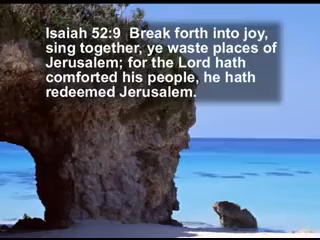 Isaiah 52:9  Break forth into joy,
sing together, ye waste places of
Jerusalem; for the Lord hath
comforted his people, he hath
redeemed Jerusalem.